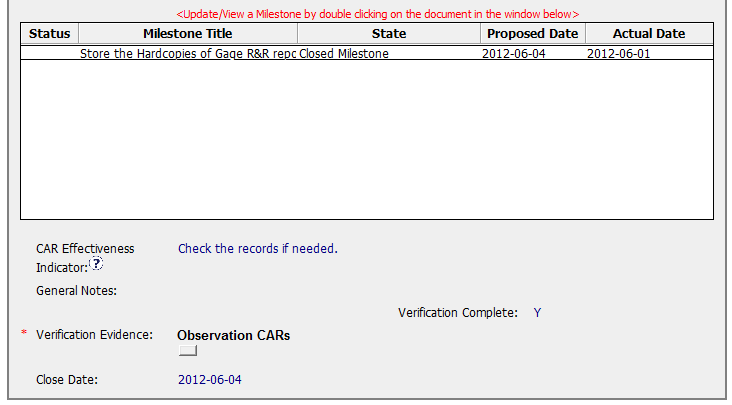 <Update/View a Milestone by double clicking on the document in the window below>
Status Milestone Title State Proposed Date Actual Date
Store the Hardcopies of Gage R&R repc Closed Milestone 2012-06-04 2012-06-01
CAR Effectiveness Check the records if needed.
Indicator: ?
General Notes:
Verification Complete: Y
* Verification Evidence: Observation CARs
Close Date: 2012-06-04